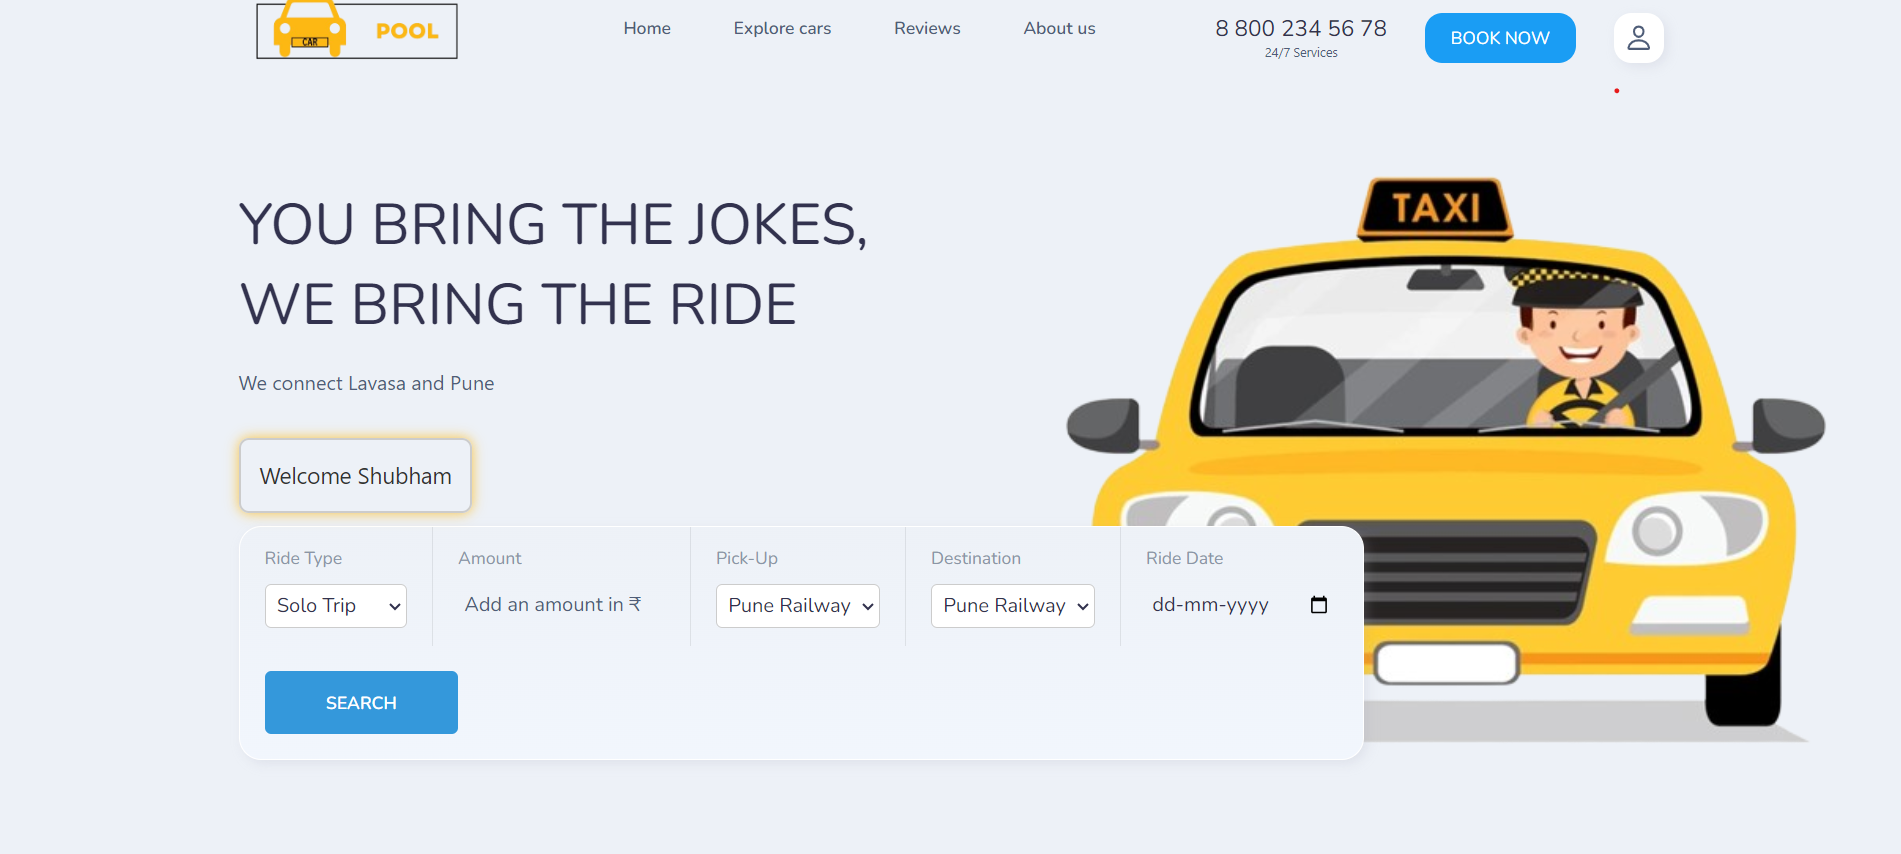 CAR
POOL
Home
Explore cars
Reviews
About us
8 800 234 56 78
24/7 Services
BOOK NOW
YOU BRING THE JOKES,
WE BRING THE RIDE
We connect Lavasa and Pune
Welcome Shubham
TAXI
Ride Type
Solo Trip
Amount
Add an amount in ₹
Pick-Up
Pune Railway
Destination
Pune Railway
Ride Date
dd-mm-yyyy
SEARCH